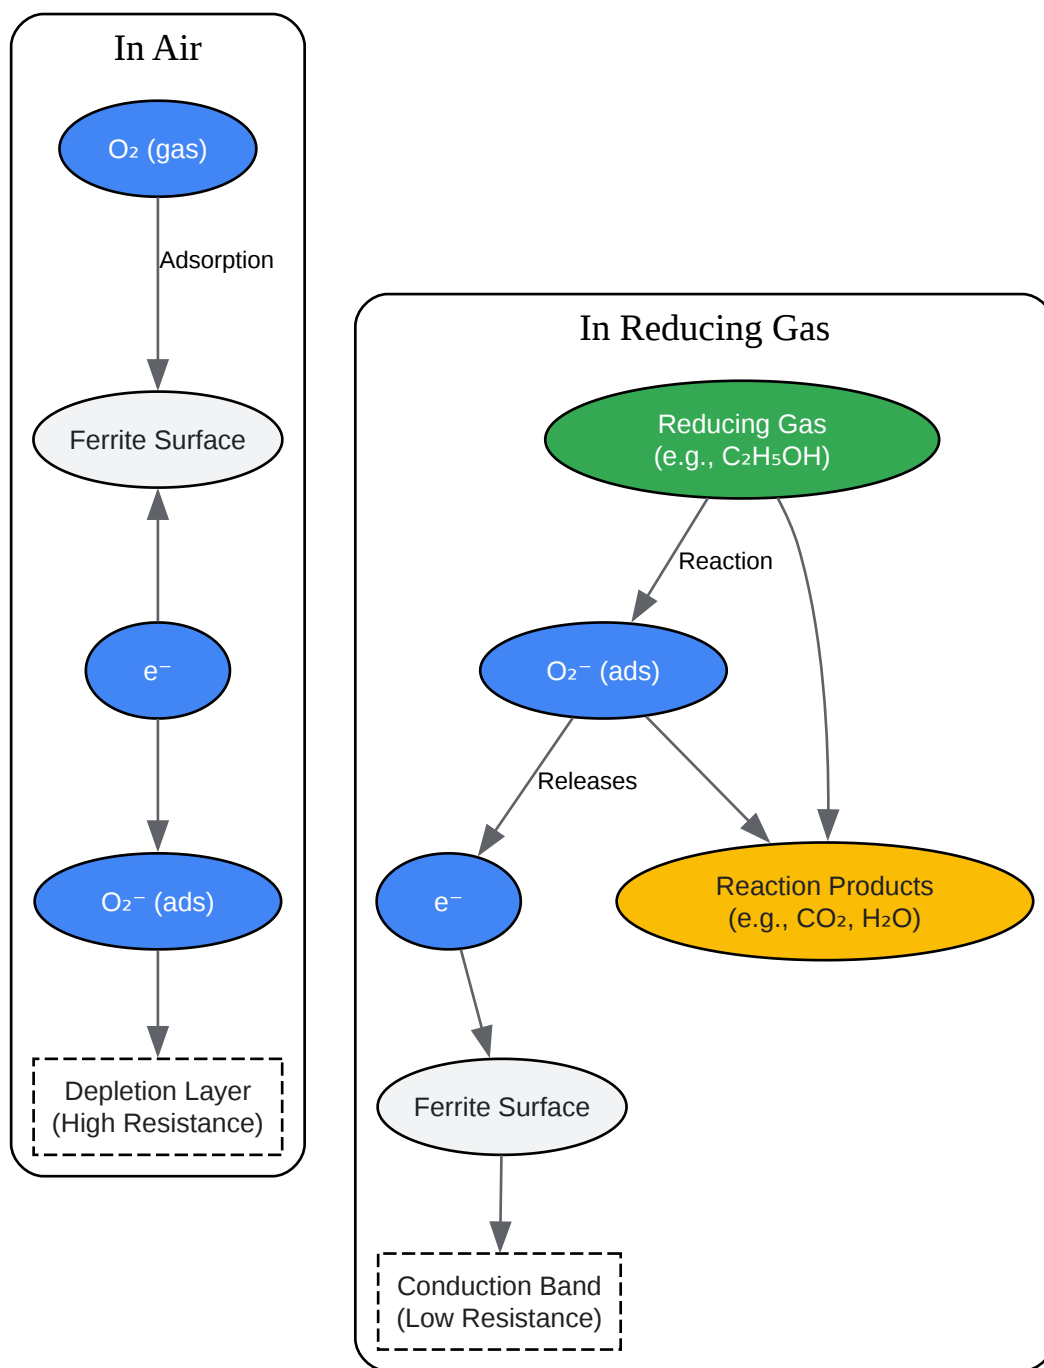 In Air
O₂ (gas)
Adsorption
Ferrite Surface
e⁻
O₂⁻ (ads)
Depletion Layer
(High Resistance)
In Reducing Gas
Reducing Gas
(e.g., C₂H₅OH)
Reaction
O₂⁻ (ads)
Releases
e⁻
Reaction Products
(e.g., CO₂, H₂O)
Ferrite Surface
Conduction Band
(Low Resistance)